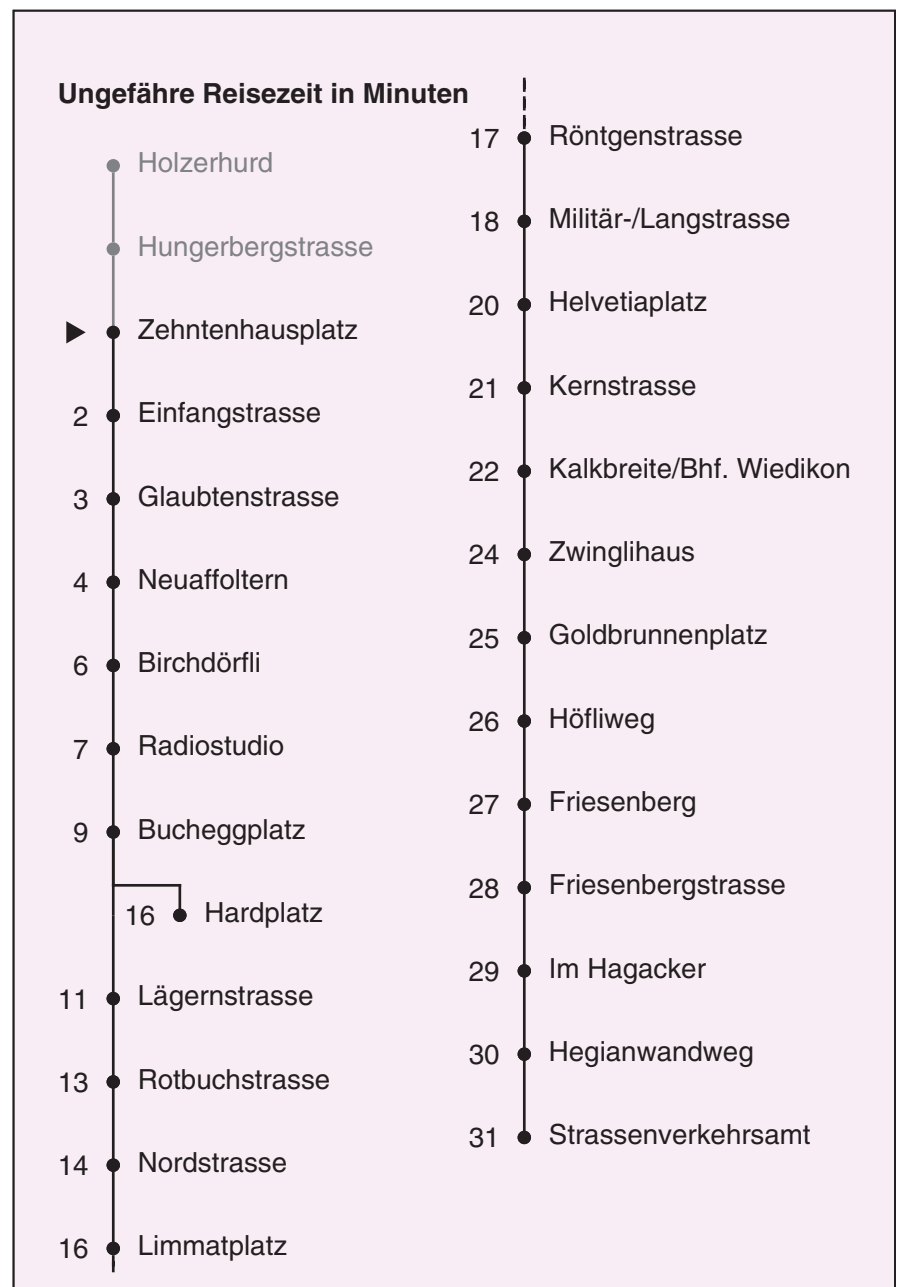 Ungefähre Reisezeit in Minuten
Holzerhurd
Hungerbergstrasse
Zehntenhausplatz
2 Einfangstrasse
3 Glaubtenstrasse
4 Neuaffoltern
6 Birchdörfli
7 Radiostudio
9 Bucheggplatz
16 Hardplatz
11 Lägernstrasse
13 Rotbuchstrasse
14 Nordstrasse
16 Limmatplatz
17 Röntgenstrasse
18 Militär-/Langstrasse
20 Helvetiaplatz
21 Kernstrasse
22 Kalkbreite/Bhf. Wiedikon
24 Zwinglihaus
25 Goldbrunnenplatz
26 Höfliweg
27 Friesenberg
28 Friesenbergstrasse
29 Im Hagacker
30 Hegianwandweg
31 Strassenverkehrsamt